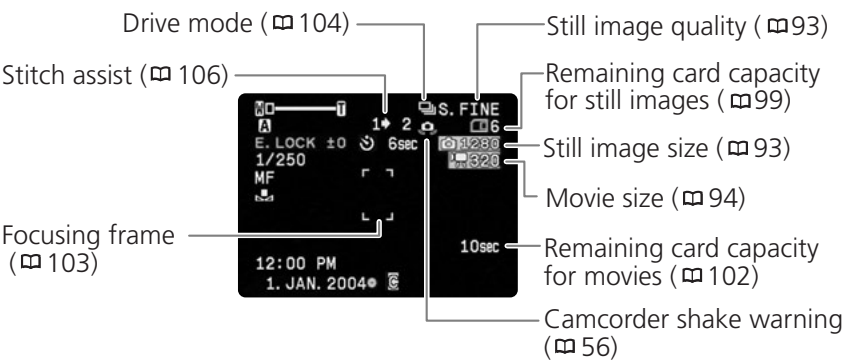 Drive mode ( 104)
Still image quality ( 93)
Stitch assist ( 106)
Remaining card capacity
for still images ( 99)
W T S. FINE
A 1 2 6
E. LOCK ±0 6sec 1280
1/250 320
MF
Still image size ( 93)
Movie size ( 94)
Focusing frame
( 103)
10sec
Remaining card capacity
for movies ( 102)
12:00 PM
1. JAN. 2004 C
Camcorder shake warning
( 56)